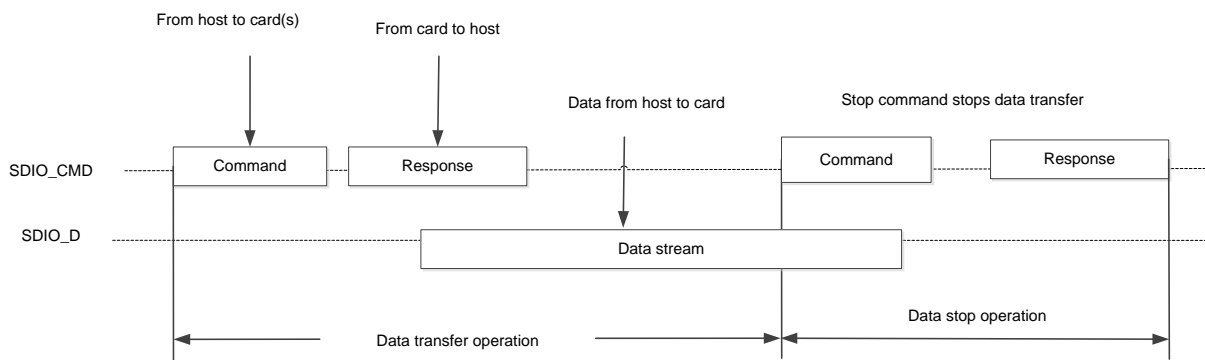 From host to card(s)
From card to host
Data from host to card
Stop command stops data transfer
SDIO_CMD
Command
Response
Command
Response
SDIO_D
Data stream
Data transfer operation
Data stop operation